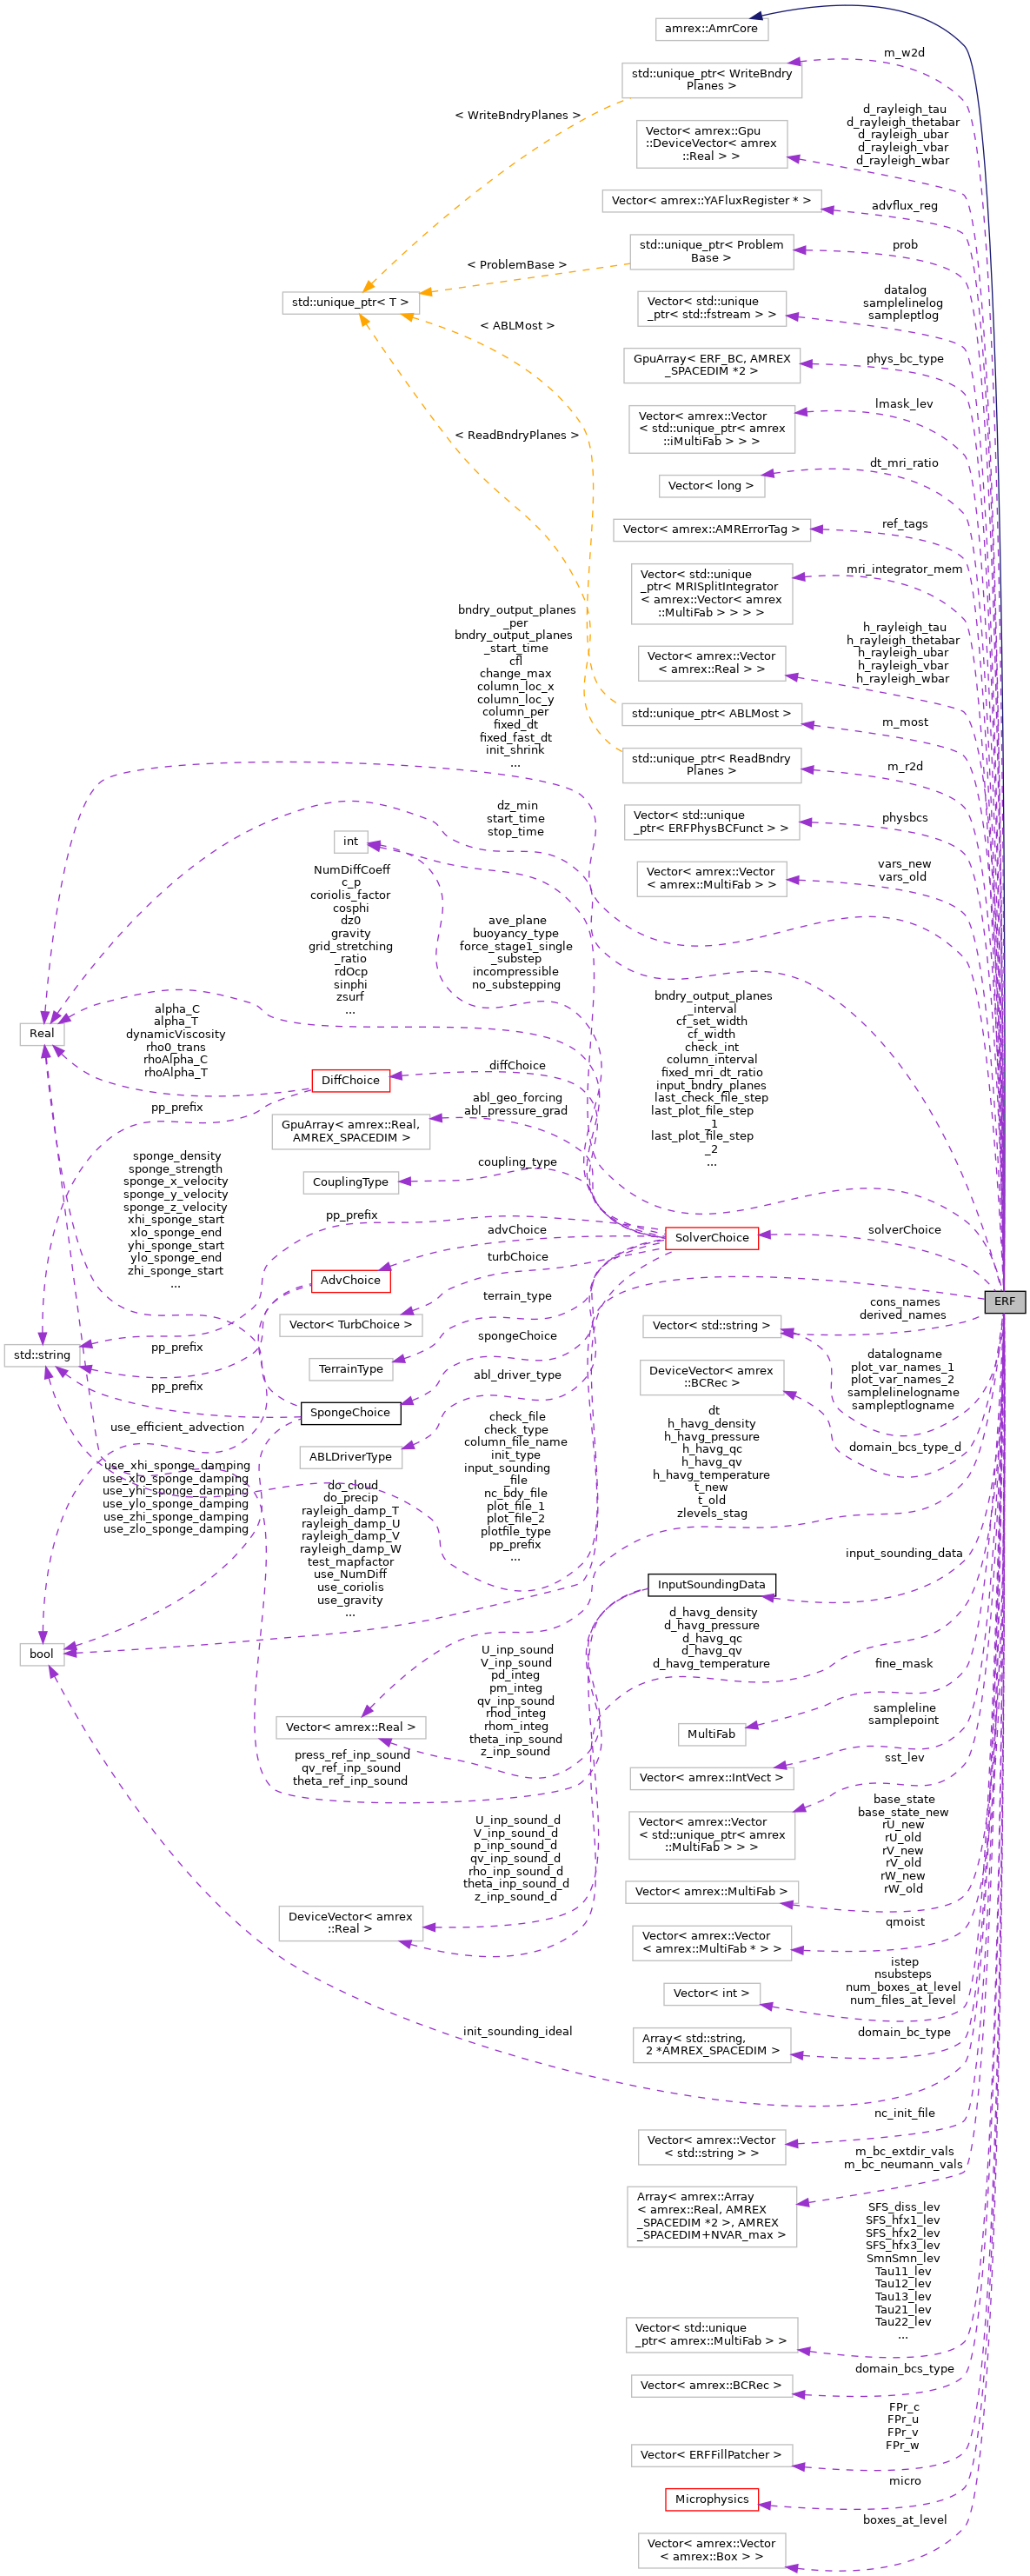 amrex::AmrCore
m_w2d
std::unique_ptr< WriteBndry
Planes >
< WriteBndryPlanes >
d_rayleigh_tau
d_rayleigh_thetabar
d_rayleigh_ubar
d_rayleigh_vbar
d_rayleigh_wbar
Vector< amrex::Gpu
::DeviceVector< amrex
::Real > >
Vector< amrex::YAFluxRegister * >
advflux_reg
std::unique_ptr< Problem
Base >
prob
< ProblemBase >
std::unique_ptr< T >
datalog
samplelinelog
sampleptlog
Vector< std::unique
_ptr< std::fstream > >
< ABLMost >
GpuArray< ERF_BC, AMREX
_SPACEDIM *2 >
phys_bc_type
lmask_lev
Vector< amrex::Vector
< std::unique_ptr< amrex
::iMultiFab > > >
< ReadBndryPlanes >
dt_mri_ratio
Vector< long >
Vector< amrex::AMRErrorTag >
ref_tags
mri_integrator_mem
Vector< std::unique
_ptr< MRISplitIntegrator
< amrex::Vector< amrex
::MultiFab > > > >
h_rayleigh_tau
h_rayleigh_thetabar
h_rayleigh_ubar
h_rayleigh_vbar
h_rayleigh_wbar
Vector< amrex::Vector
< amrex::Real > >
bndry_output_planes
_per
bndry_output_planes
_start_time
cfl
change_max
column_loc_x
column_loc_y
column_per
fixed_dt
fixed_fast_dt
init_shrink
...
std::unique_ptr< ABLMost >
m_most
std::unique_ptr< ReadBndry
Planes >
m_r2d
dz_min
start_time
stop_time
Vector< std::unique
_ptr< ERFPhysBCFunct > >
physbcs
int
Vector< amrex::Vector
< amrex::MultiFab > >
vars_new
vars_old
NumDiffCoeff
c_p
coriolis_factor
cosphi
dz0
gravity
grid_stretching
_ratio
rdOcp
sinphi
zsurf
...
ave_plane
buoyancy_type
force_stage1_single
_substep
incompressible
no_substepping
bndry_output_planes
_interval
cf_set_width
cf_width
check_int
column_interval
fixed_mri_dt_ratio
input_bndry_planes
last_check_file_step
last_plot_file_step
_1
last_plot_file_step
_2
...
Real
alpha_C
alpha_T
dynamicViscosity
rho0_trans
rhoAlpha_C
rhoAlpha_T
DiffChoice
diffChoice
pp_prefix
GpuArray< amrex::Real,
AMREX_SPACEDIM >
abl_geo_forcing
abl_pressure_grad
sponge_density
sponge_strength
sponge_x_velocity
sponge_y_velocity
sponge_z_velocity
xhi_sponge_start
xlo_sponge_end
yhi_sponge_start
ylo_sponge_end
zhi_sponge_start
...
CouplingType
coupling_type
pp_prefix
advChoice
SolverChoice
solverChoice
AdvChoice
turbChoice
ERF
terrain_type
Vector< TurbChoice >
cons_names
derived_names
Vector< std::string >
std::string
pp_prefix
spongeChoice
TerrainType
datalogname
plot_var_names_1
plot_var_names_2
samplelinelogname
sampleptlogname
DeviceVector< amrex
::BCRec >
pp_prefix
abl_driver_type
SpongeChoice
use_efficient_advection
domain_bcs_type_d
ABLDriverType
check_file
check_type
column_file_name
init_type
input_sounding
_file
nc_bdy_file
plot_file_1
plot_file_2
plotfile_type
pp_prefix
...
dt
h_havg_density
h_havg_pressure
h_havg_qc
h_havg_qv
h_havg_temperature
t_new
t_old
zlevels_stag
use_xhi_sponge_damping
use_xlo_sponge_damping
use_yhi_sponge_damping
use_ylo_sponge_damping
use_zhi_sponge_damping
use_zlo_sponge_damping
do_cloud
do_precip
rayleigh_damp_T
rayleigh_damp_U
rayleigh_damp_V
rayleigh_damp_W
test_mapfactor
use_NumDiff
use_coriolis
use_gravity
...
input_sounding_data
InputSoundingData
d_havg_density
d_havg_pressure
d_havg_qc
d_havg_qv
d_havg_temperature
bool
U_inp_sound
V_inp_sound
pd_integ
pm_integ
qv_inp_sound
rhod_integ
rhom_integ
theta_inp_sound
z_inp_sound
fine_mask
MultiFab
Vector< amrex::Real >
sampleline
samplepoint
press_ref_inp_sound
qv_ref_inp_sound
theta_ref_inp_sound
sst_lev
Vector< amrex::IntVect >
Vector< amrex::Vector
< std::unique_ptr< amrex
::MultiFab > > >
base_state
base_state_new
rU_new
rU_old
rV_new
rV_old
rW_new
rW_old
U_inp_sound_d
V_inp_sound_d
p_inp_sound_d
qv_inp_sound_d
rho_inp_sound_d
theta_inp_sound_d
z_inp_sound_d
Vector< amrex::MultiFab >
DeviceVector< amrex
::Real >
qmoist
Vector< amrex::Vector
< amrex::MultiFab * > >
istep
nsubsteps
num_boxes_at_level
num_files_at_level
Vector< int >
init_sounding_ideal
domain_bc_type
Array< std::string,
2 *AMREX_SPACEDIM >
nc_init_file
Vector< amrex::Vector
< std::string > >
m_bc_extdir_vals
m_bc_neumann_vals
Array< amrex::Array
< amrex::Real, AMREX
_SPACEDIM *2 >, AMREX
_SPACEDIM+NVAR_max >
SFS_diss_lev
SFS_hfx1_lev
SFS_hfx2_lev
SFS_hfx3_lev
SmnSmn_lev
Tau11_lev
Tau12_lev
Tau13_lev
Tau21_lev
Tau22_lev
...
Vector< std::unique
_ptr< amrex::MultiFab > >
domain_bcs_type
Vector< amrex::BCRec >
FPr_c
FPr_u
FPr_v
FPr_w
Vector< ERFFillPatcher >
micro
Microphysics
boxes_at_level
Vector< amrex::Vector
< amrex::Box > >